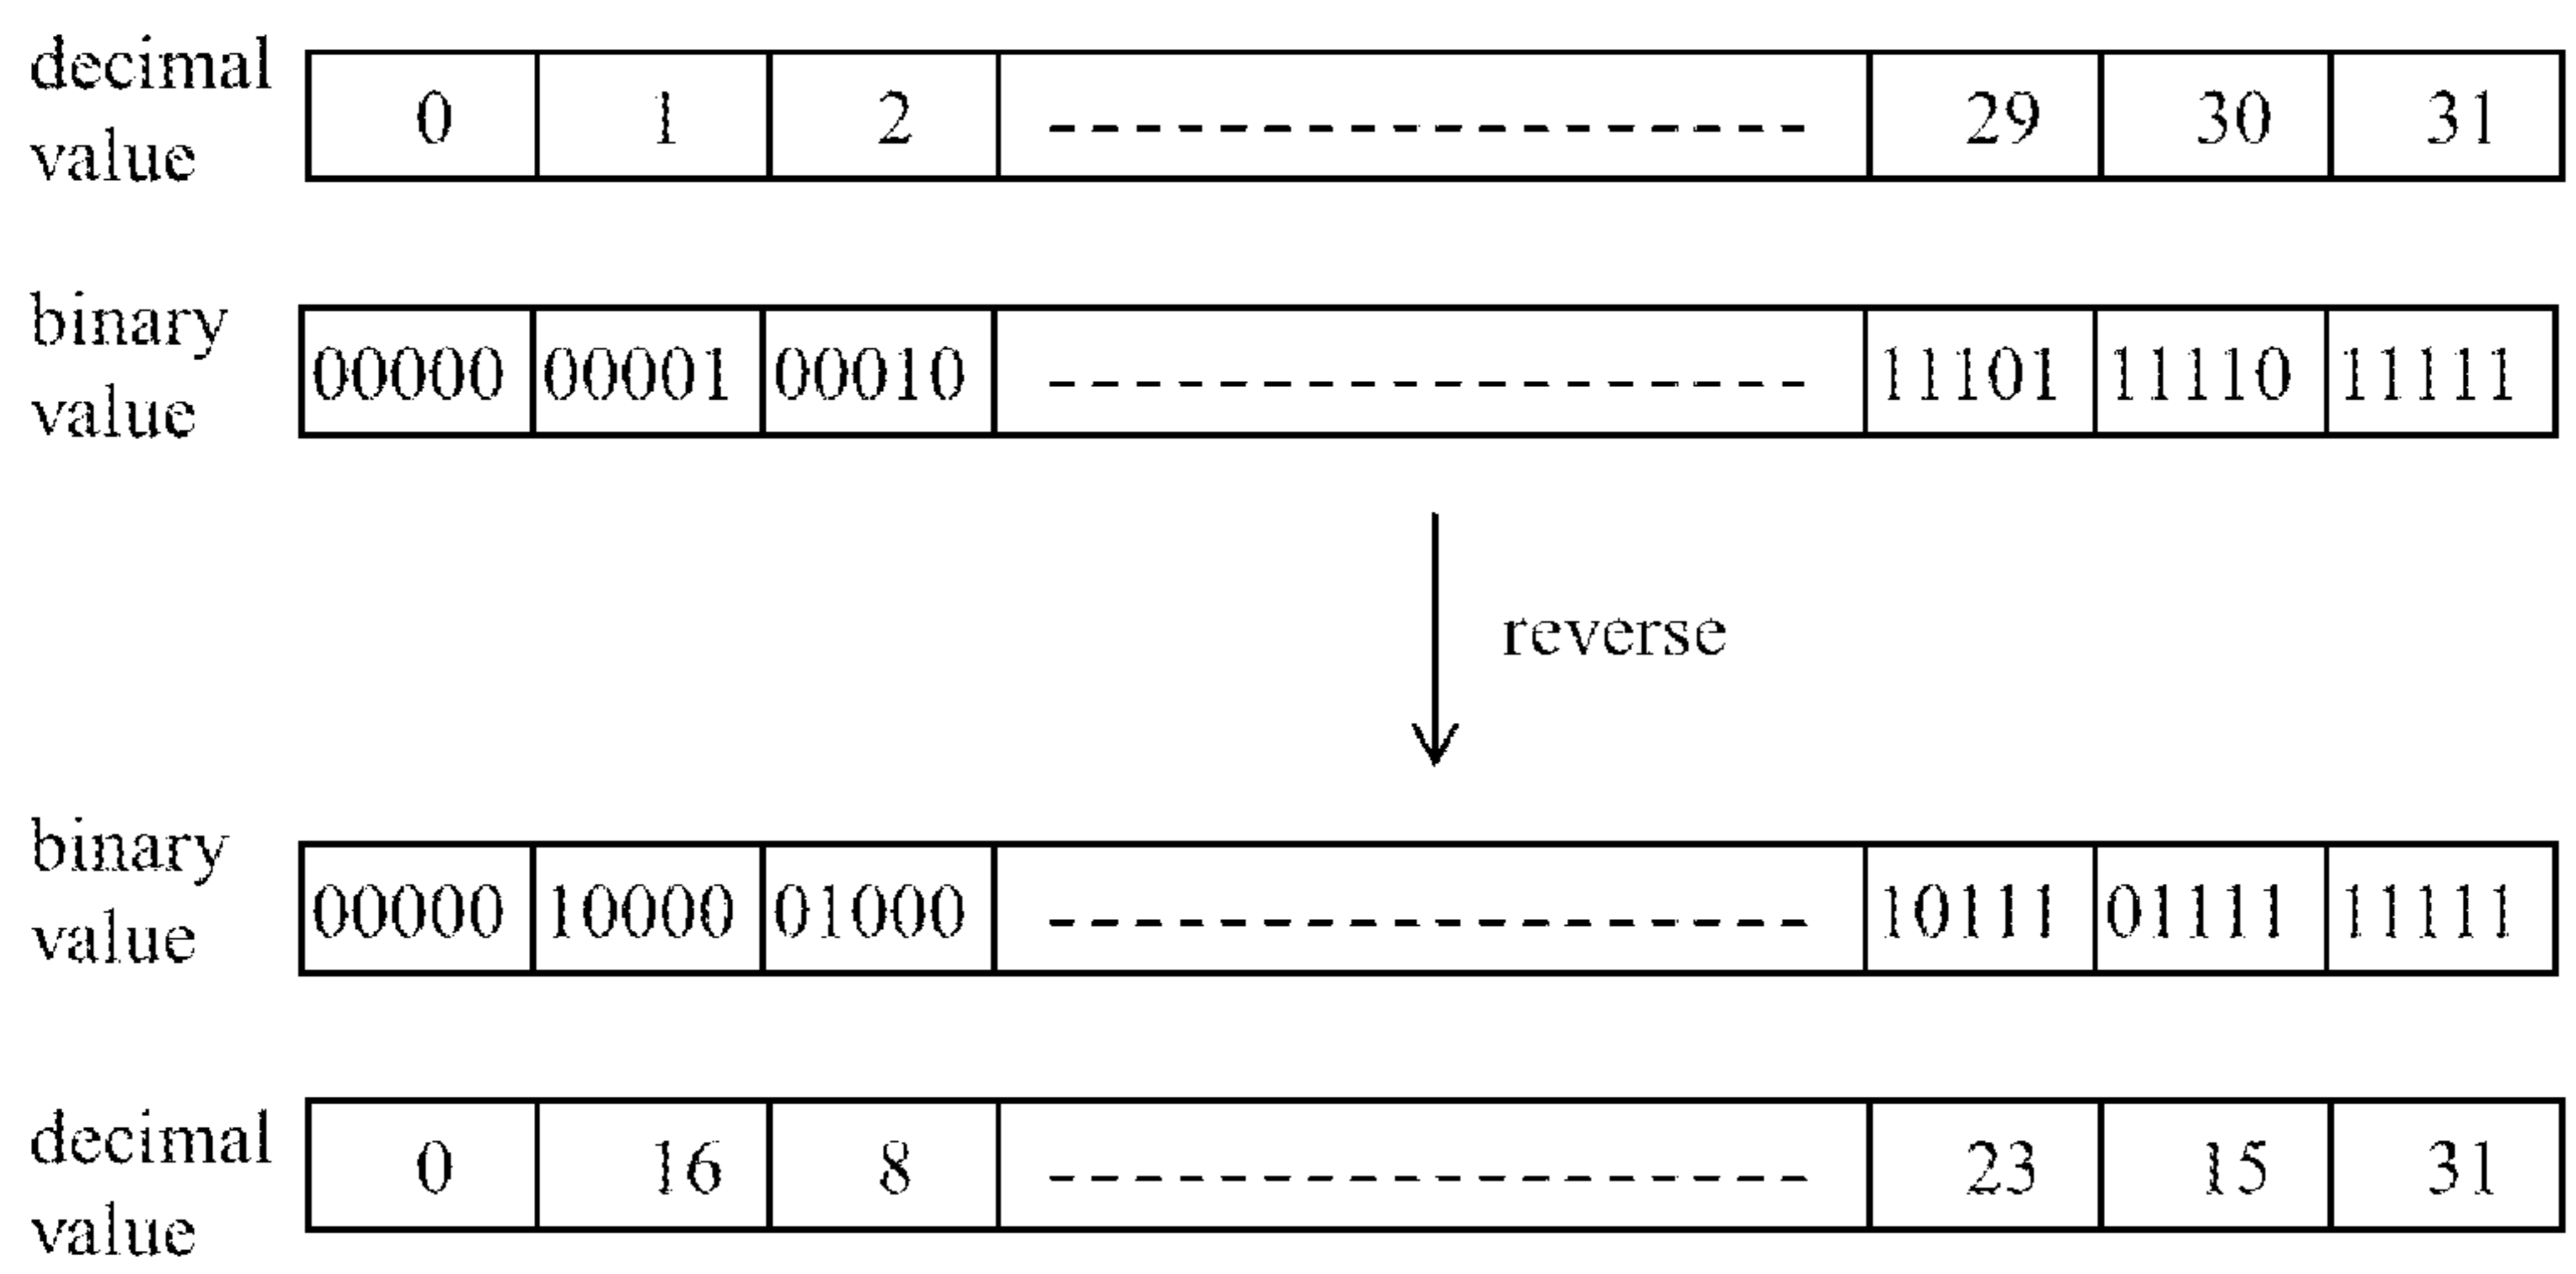 decimal value 0 1 2 29 30 31
binary value 00000 00001 00010 11101 11110 11111
reverse
binary value 00000 10000 01000 10111 01111 11111
decimal value 0 16 8 23 15 31